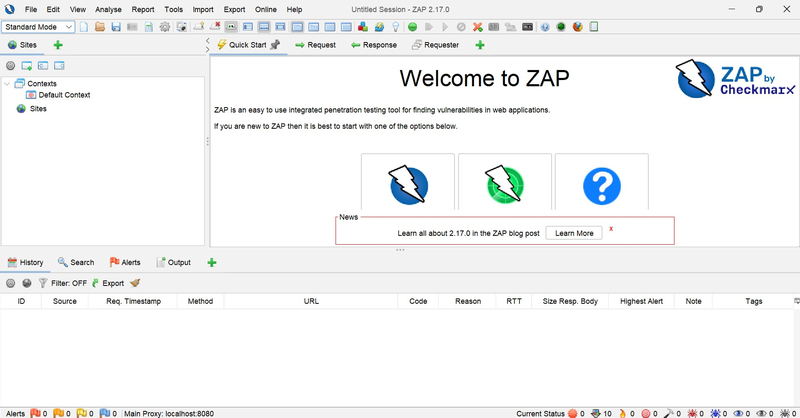 File Edit View Analyse Report Tools Import Export Online Help
Untitled Session - ZAP 2.17.0
Standard Mode
Sites
Quick Start Request Response Requester
Contexts
Default Context
Sites
Welcome to ZAP
ZAP by
Checkmarx
ZAP is an easy to use integrated penetration testing tool for finding vulnerabilities in web applications.
If you are new to ZAP then it is best to start with one of the options below.
?
News
Learn all about 2.17.0 in the ZAP blog post Learn More x
History Search Alerts Output
Filter: OFF Export
ID Source Req. Timestamp Method URL Code Reason RTT Size Resp. Body Highest Alert Note Tags
Alerts 0 0 0 0 Main Proxy: localhost:8080 Current Status 0 10 0 0 0 0 0 0 0 0